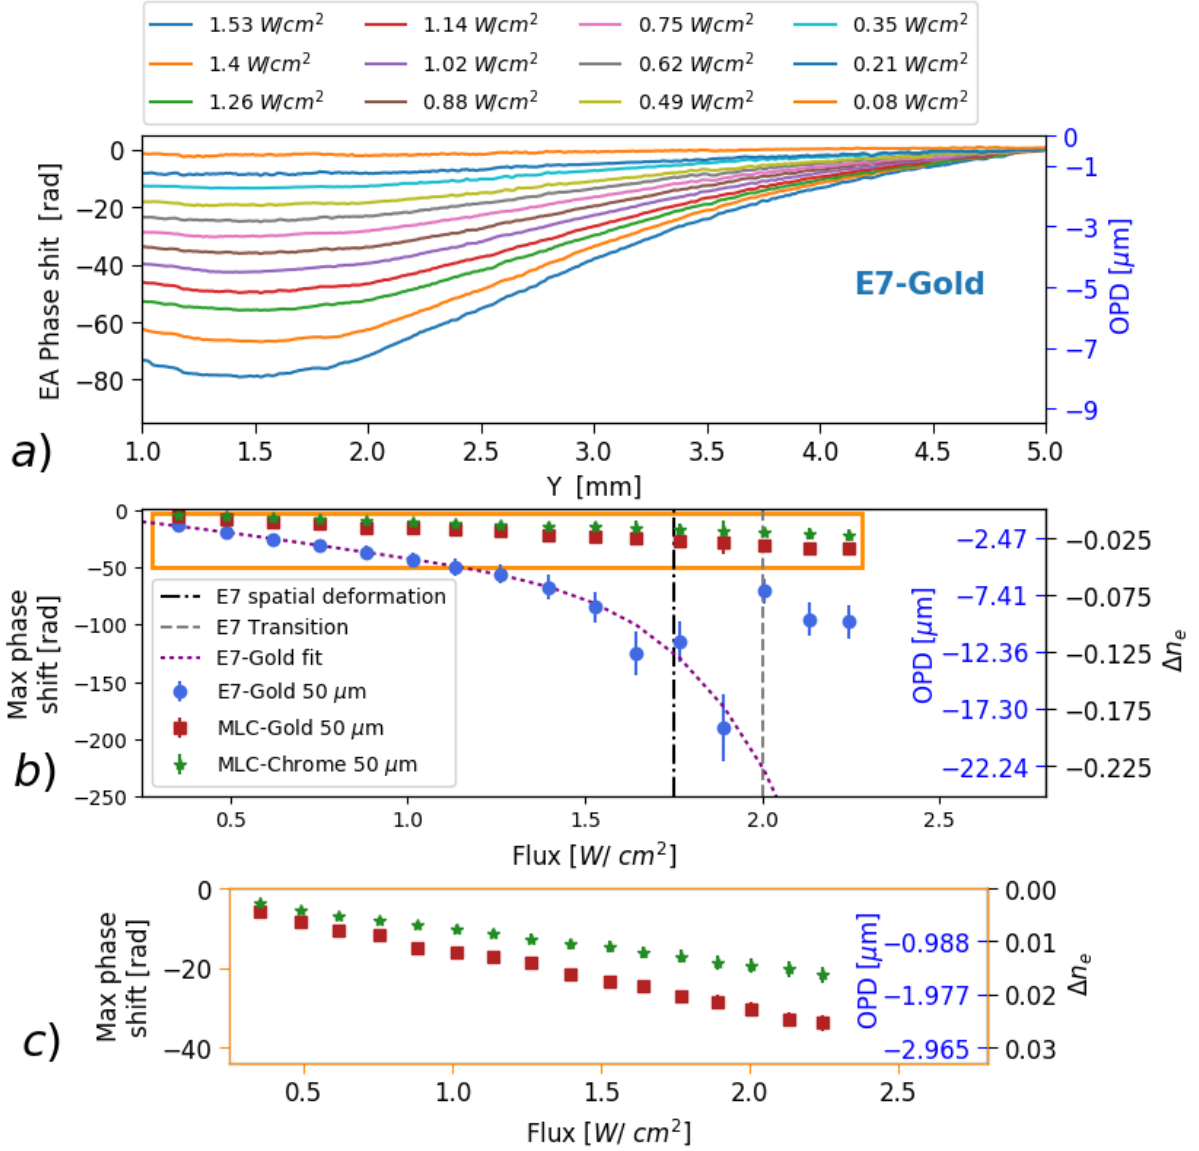 1.53 W/cm² 1.14 W/cm² 0.75 W/cm² 0.35 W/cm²
1.4 W/cm² 1.02 W/cm² 0.62 W/cm² 0.21 W/cm²
1.26 W/cm² 0.88 W/cm² 0.49 W/cm² 0.08 W/cm²
EA Phase shit [rad]
0
−20
−40
−60
−80
E7-Gold
0
−1
−3
−5
−7
−9
OPD [μm]
1.0 1.5 2.0 2.5 3.0 3.5 4.0 4.5 5.0
Y [mm]
a)
Max phase
shift [rad]
0
−50
−100
−150
−200
−250
E7 spatial deformation
E7 Transition
E7-Gold fit
E7-Gold 50 μm
MLC-Gold 50 μm
MLC-Chrome 50 μm
OPD [μm]
−2.47
−7.41
−12.36
−17.30
−22.24
−0.025
−0.075
−0.125
−0.175
−0.225
Δnₑ
0.5 1.0 1.5 2.0 2.5
Flux [W/ cm²]
b)
Max phase
shift [rad]
0
−20
−40
OPD [μm]
−0.988
−1.977
−2.965
0.00
0.01
0.02
0.03
Δnₑ
0.5 1.0 1.5 2.0 2.5
Flux [W/ cm²]
c)